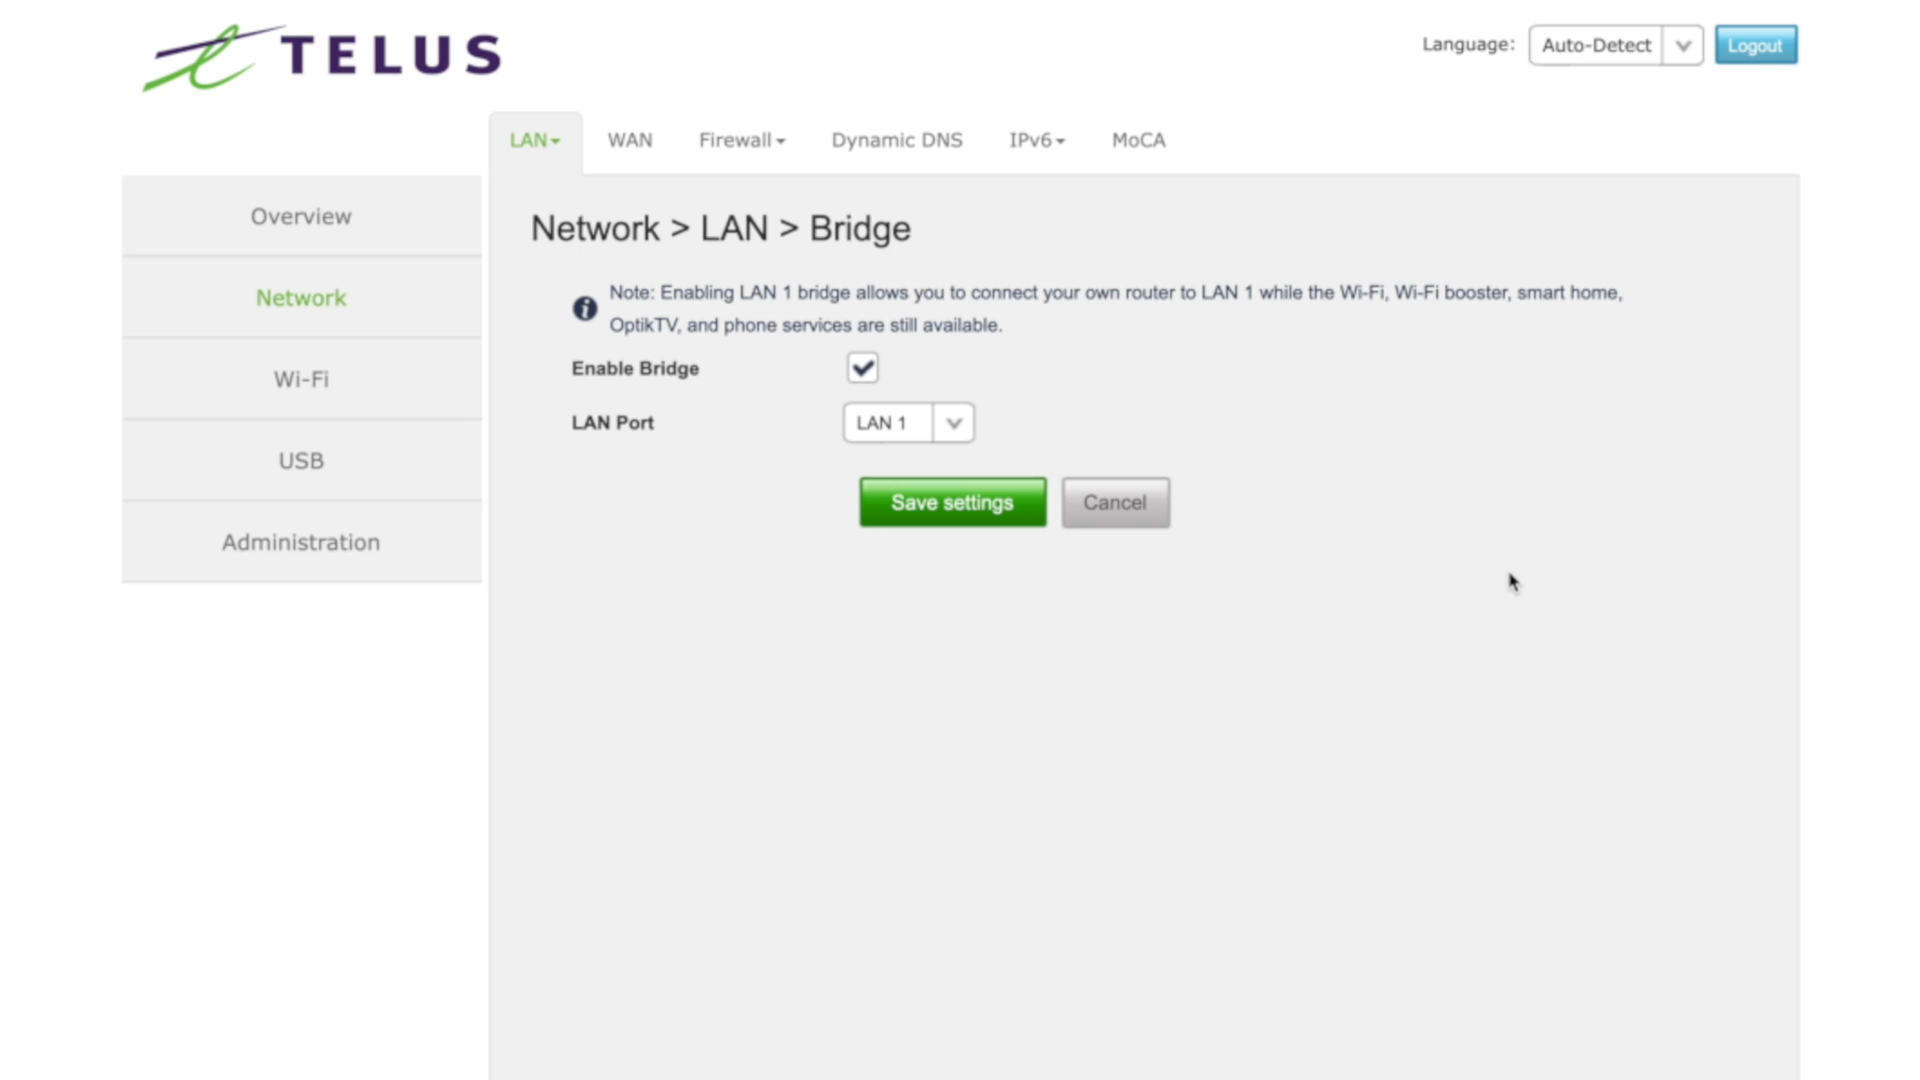 TELUS
Language: Auto-Detect Logout
LAN WAN Firewall Dynamic DNS IPv6 MoCA
Overview
Network
Wi-Fi
USB
Administration
Network > LAN > Bridge
Note: Enabling LAN 1 bridge allows you to connect your own router to LAN 1 while the Wi-Fi, Wi-Fi booster, smart home,
OptikTV, and phone services are still available.
Enable Bridge
LAN Port LAN 1
Save settings Cancel